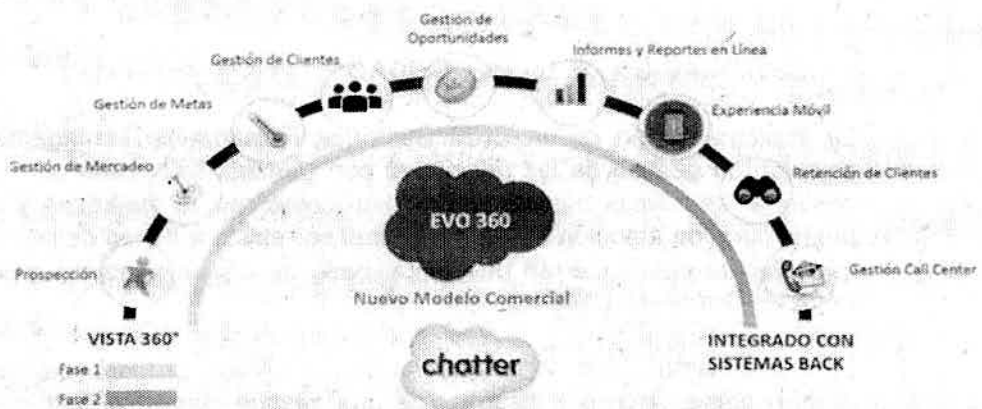 Gestión de
Oportunidades
Gestión de Clientes
Informes y Reportes en Línea
Gestión de Metas
Experiencia Móvil
Gestión de Mercadeo
Retención de Clientes
EVO 360
Prospección
Gestión Call Center
Nuevo Modelo Comercial
VISTA 360°
INTEGRADO CON
SISTEMAS BACK
chatter
Fase 1
Fase 2